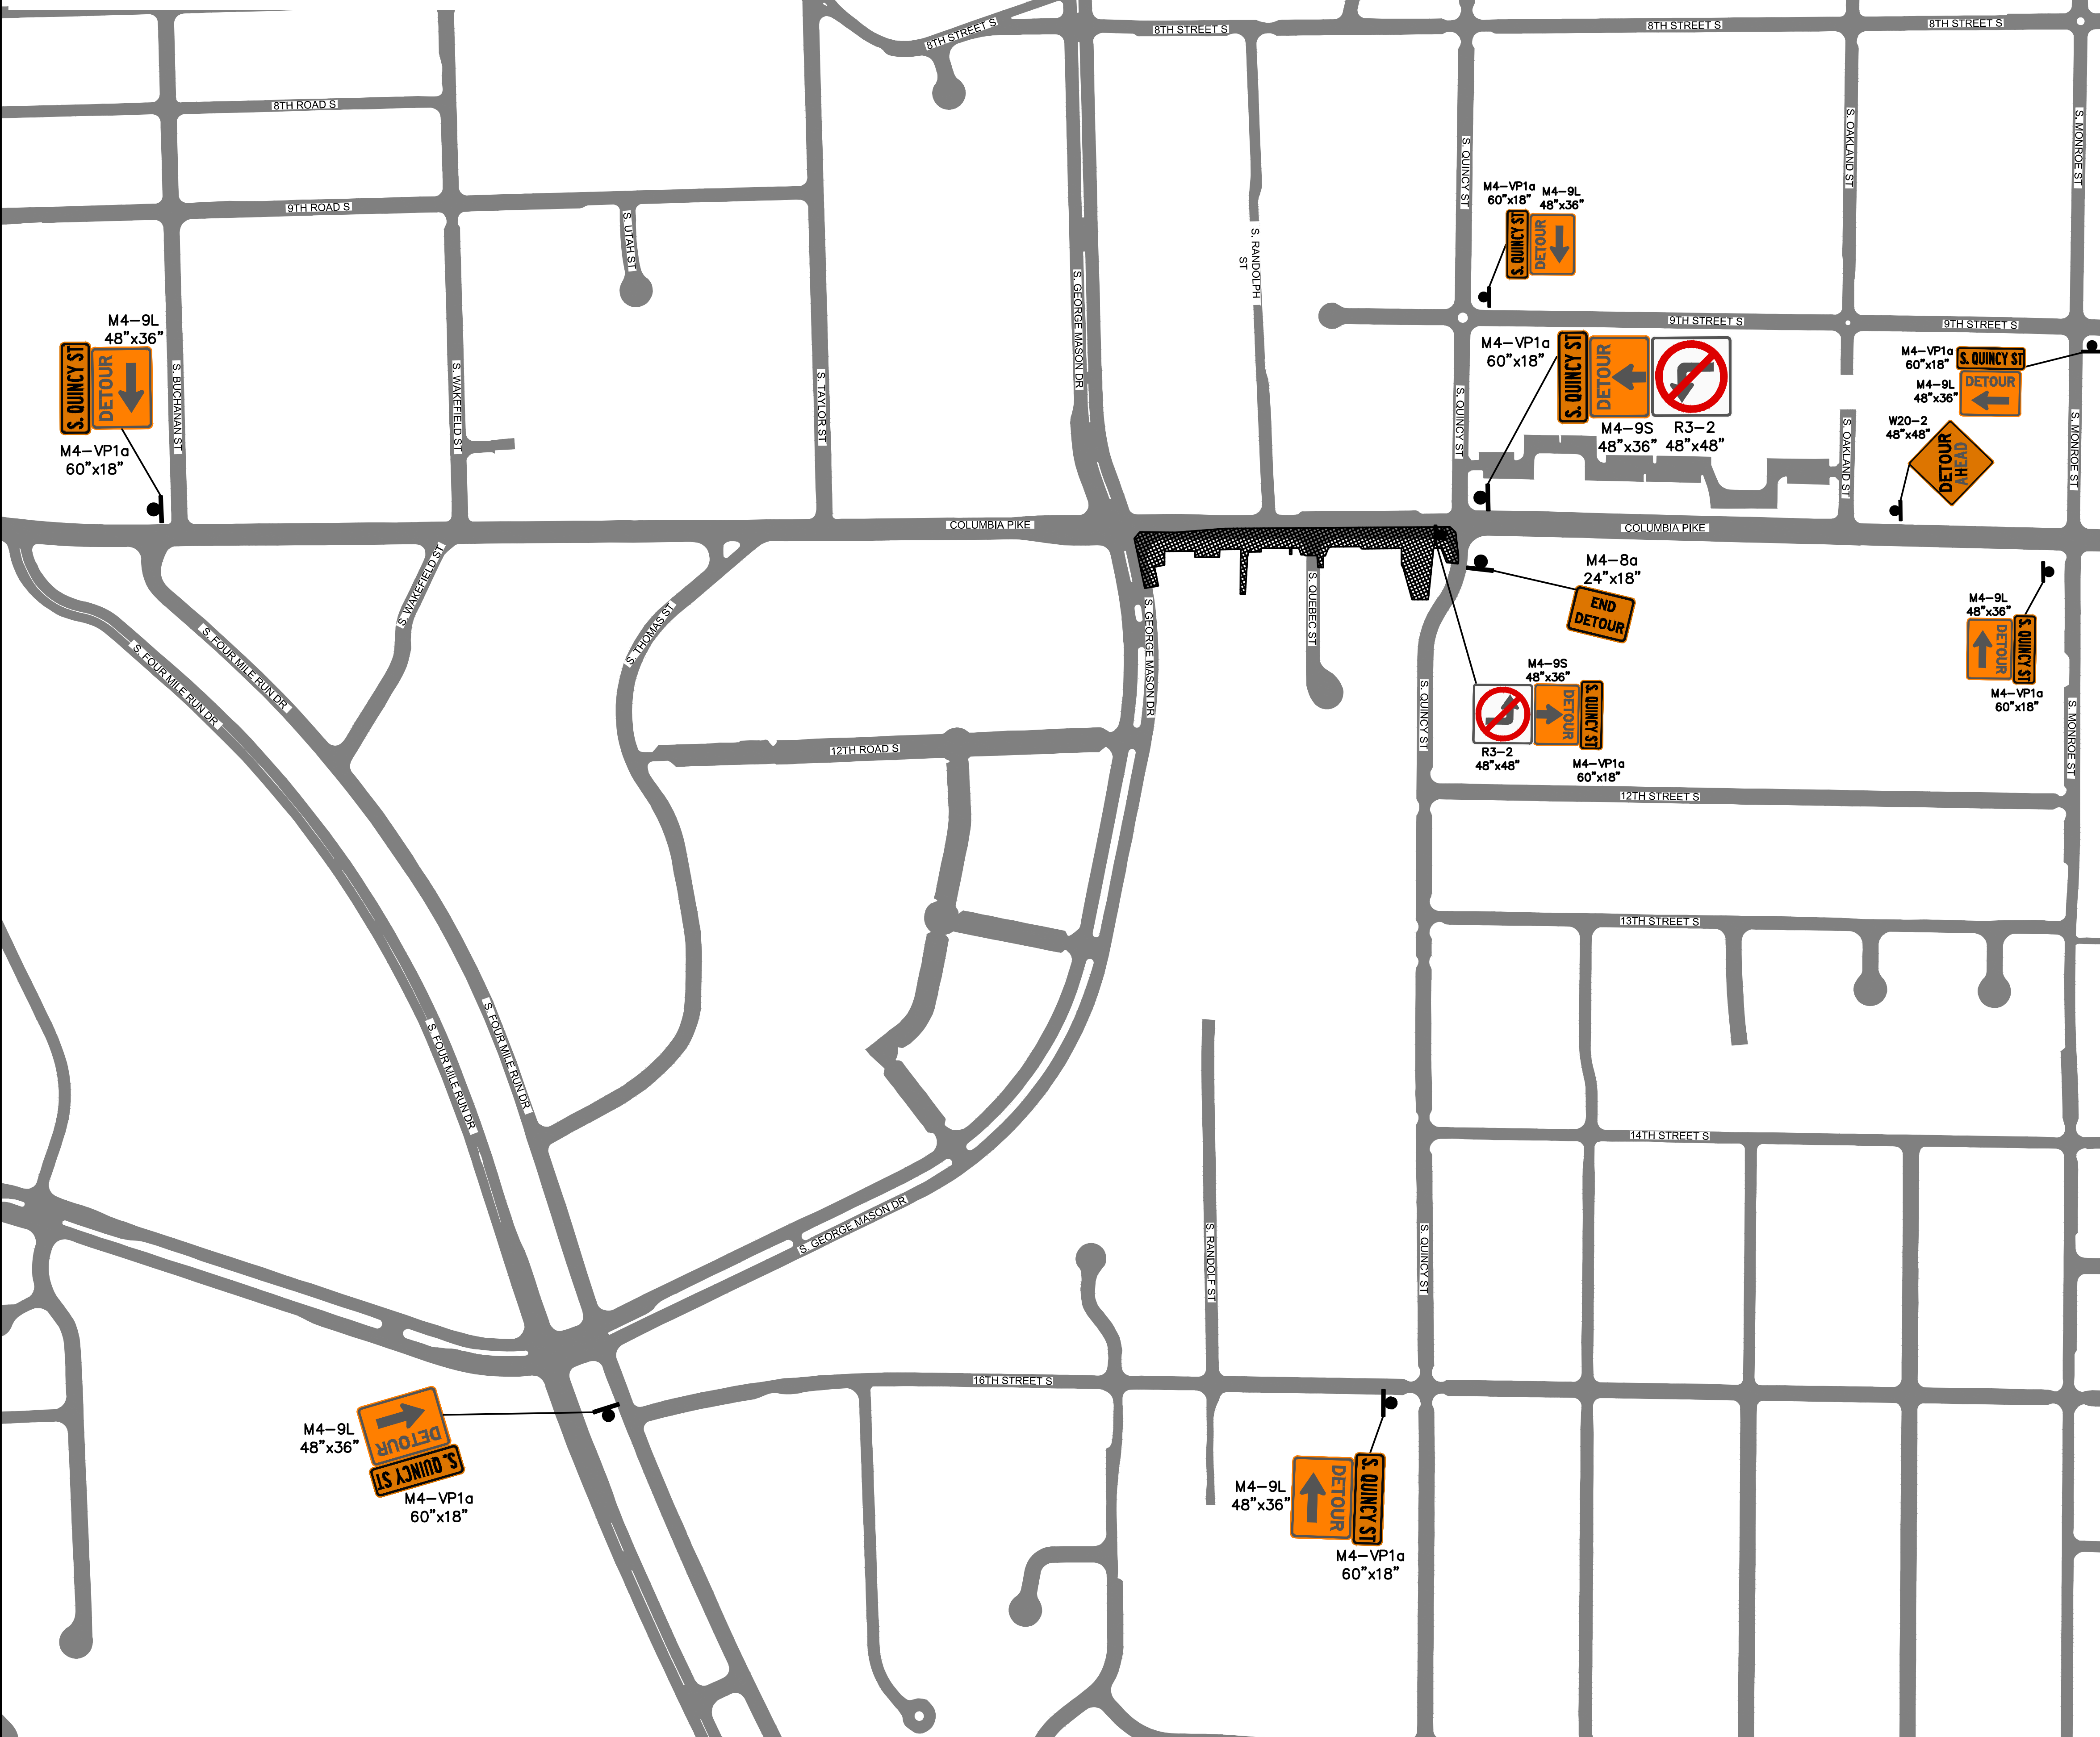 8TH STREET S
8TH STREET S
8TH STREET S
8TH STREET S
8TH ROAD S
9TH ROAD S
S. UTAH ST
S. GEORGE MASON DR
S. RANDOLPH
ST
S. QUINCY ST
S. OAKLAND ST
S. MONROE ST
M4-VP1a
60"x18"
M4-9L
48"x36"
S. QUINCY ST
DETOUR
9TH STREET S
9TH STREET S
M4-9L
48"x36"
S. QUINCY ST
DETOUR
M4-VP1a
60"x18"
S. BUCHANAN ST
S. WAKEFIELD ST
S. TAYLOR ST
S. QUINCY ST
M4-VP1a
60"x18"
S. QUINCY ST
DETOUR
M4-9S
48"x36"
R3-2
48"x48"
S. OAKLAND ST
M4-VP1a
60"x18"
S. QUINCY ST
M4-9L
48"x36"
DETOUR
W20-2
48"x48"
DETOUR
AHEAD
S. MONROE ST
COLUMBIA PIKE
COLUMBIA PIKE
M4-8a
24"x18"
END
DETOUR
S. WAKEFIELD ST
S. THOMAS ST
S. FOUR MILE RUN DR
S. FOUR MILE RUN DR
S. GEORGE MASON DR
S. QUEBEC ST
S. QUINCY ST
M4-9S
48"x36"
DETOUR
S. QUINCY ST
R3-2
48"x48"
M4-VP1a
60"x18"
M4-9L
48"x36"
DETOUR
S. QUINCY ST
M4-VP1a
60"x18"
S. MONROE ST
12TH ROAD S
12TH STREET S
13TH STREET S
S. FOUR MILE RUN DR
S. FOUR MILE RUN DR
14TH STREET S
S. GEORGE MASON DR
S. RANDOLF ST
S. QUINCY ST
16TH STREET S
M4-9L
48"x36"
DETOUR
S. QUINCY ST
M4-VP1a
60"x18"
M4-9L
48"x36"
DETOUR
S. QUINCY ST
M4-VP1a
60"x18"